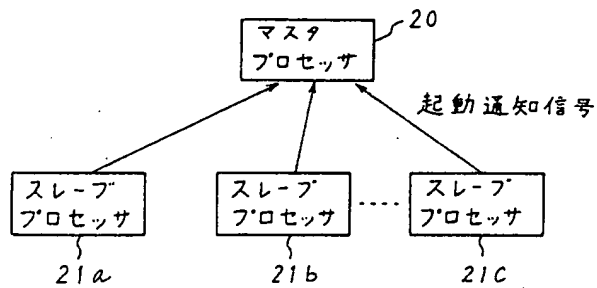 マスタ
プロセッサ
20
起動通知信号
スレーブ
プロセッサ
スレーブ
プロセッサ
スレーブ
プロセッサ
21a
21b
21c